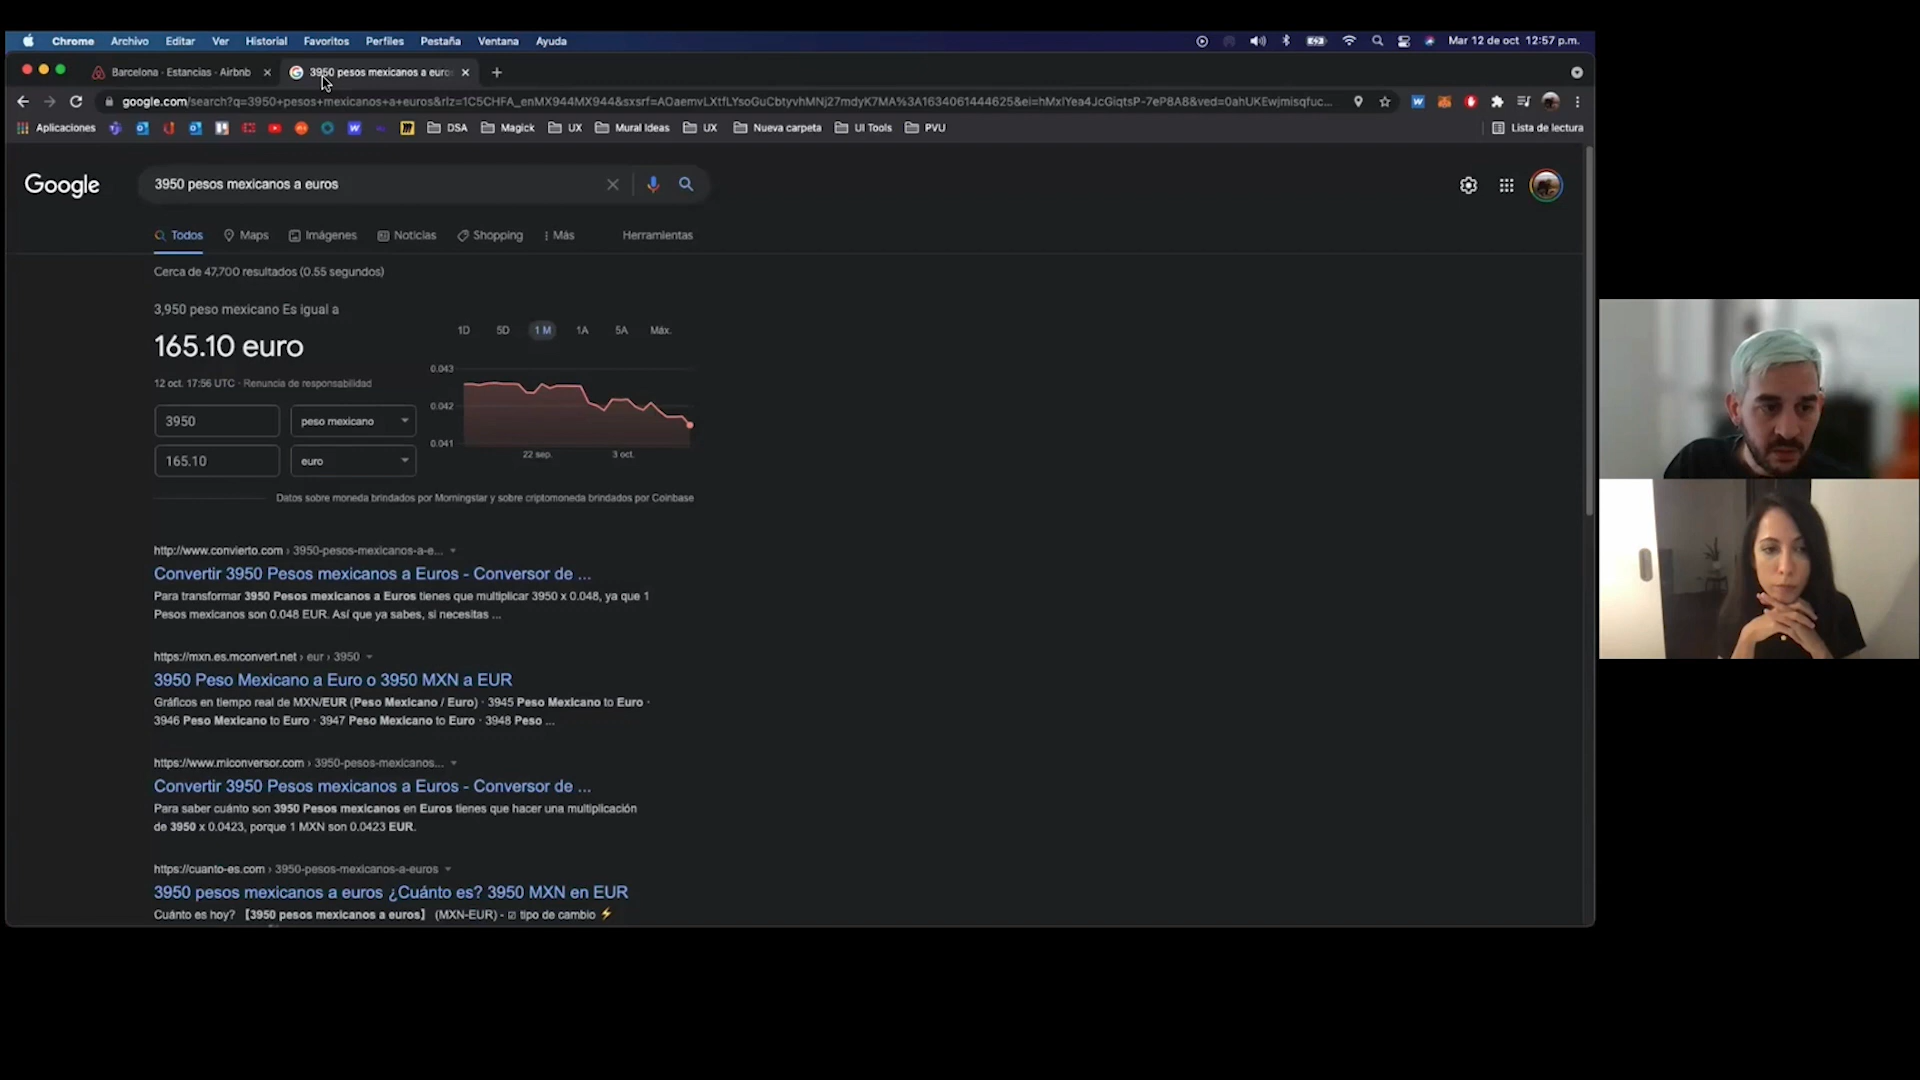 Chrome Archivo Editar Ver Historial Favoritos Perfiles Pestaña Ventana Ayuda
Mar 12 de oct 12:57 p.m.
Barcelona · Estancias · Airbnb
3950 pesos mexicanos a euros
google.com/search?q=3950+pesos+mexicanos+a+euros&rlz=1C5CHFA_enMX944MX944&sxsrf=
Aplicaciones DSA Magick UX Mural Ideas UX Nueva carpeta UI Tools PVU Lista de lectura
Google
3950 pesos mexicanos a euros
Todos Maps Imágenes Noticias Shopping Más Herramientas
Cerca de 47,700 resultados (0.55 segundos)
3,950 peso mexicano Es igual a
165.10 euro
12 oct. 17:56 UTC · Renuncia de responsabilidad
3950 peso mexicano
165.10 euro
1D 5D 1 M 1A 5A Máx.
0.043
0.042
0.041
22 sep. 3 oct.
Datos sobre moneda brindados por Morningstar y sobre criptomoneda brindados por Coinbase
http://www.convierto.com › 3950-pesos-mexicanos-a-e...
Convertir 3950 Pesos mexicanos a Euros - Conversor de ...
Para transformar 3950 Pesos mexicanos a Euros tienes que multiplicar 3950 x 0.048, ya que 1
Pesos mexicanos son 0.048 EUR. Así que ya sabes, si necesitas ...
https://mxn.es.mconvert.net › eur › 3950
3950 Peso Mexicano a Euro o 3950 MXN a EUR
Gráficos en tiempo real de MXN/EUR (Peso Mexicano / Euro) · 3945 Peso Mexicano to Euro ·
3946 Peso Mexicano to Euro · 3947 Peso Mexicano to Euro · 3948 Peso ...
https://www.miconversor.com › 3950-pesos-mexicanos...
Convertir 3950 Pesos mexicanos a Euros - Conversor de ...
Para saber cuánto son 3950 Pesos mexicanos en Euros tienes que hacer una multiplicación
de 3950 x 0.0423, porque 1 MXN son 0.0423 EUR.
https://cuanto-es.com › 3950-pesos-mexicanos-a-euros
3950 pesos mexicanos a euros ¿Cuánto es? 3950 MXN en EUR
Cuánto es hoy? 【3950 pesos mexicanos a euros】 (MXN-EUR) - ☑ tipo de cambio ⚡